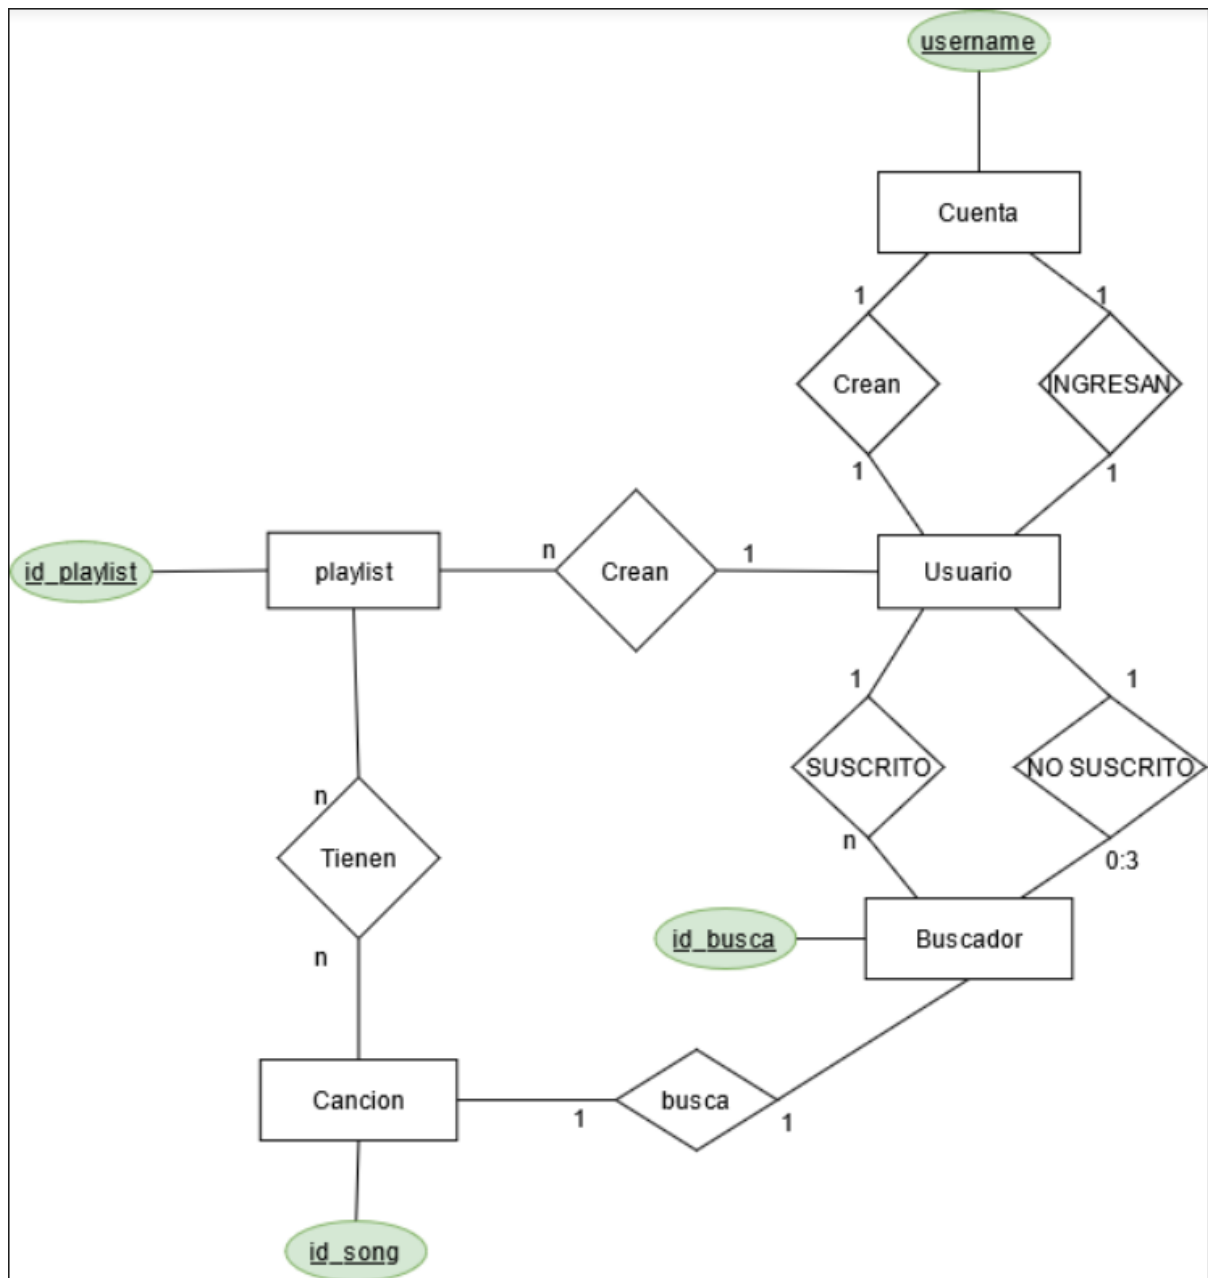 username
Cuenta
1
1
Crean
INGRESAN
1
1
id_playlist
playlist
n
Crean
1
Usuario
1
1
SUSCRITO
NO SUSCRITO
n
0:3
n
Tienen
n
id_busca
Buscador
Cancion
1
busca
1
id_song